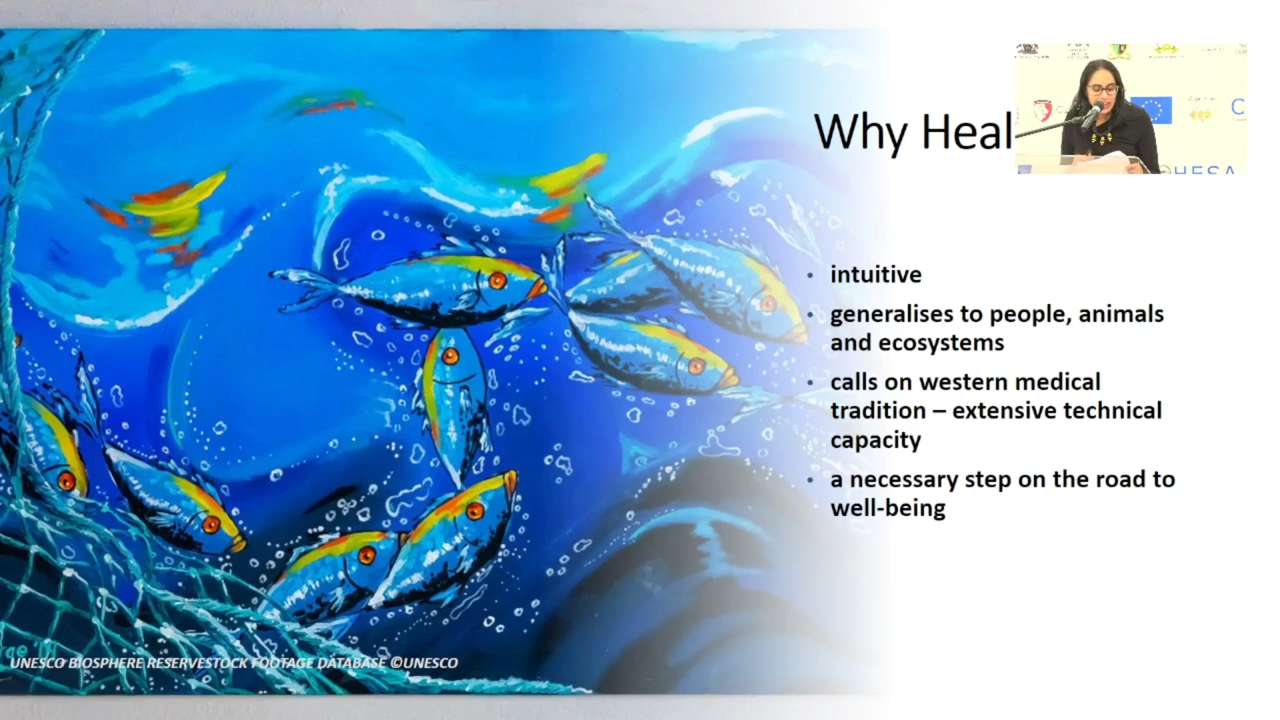 Why Heal
HESA
• intuitive
• generalises to people, animals
and ecosystems
• calls on western medical
tradition – extensive technical
capacity
• a necessary step on the road to
well-being
UNESCO BIOSPHERE RESERVESTOCK FOOTAGE DATABASE ©UNESCO